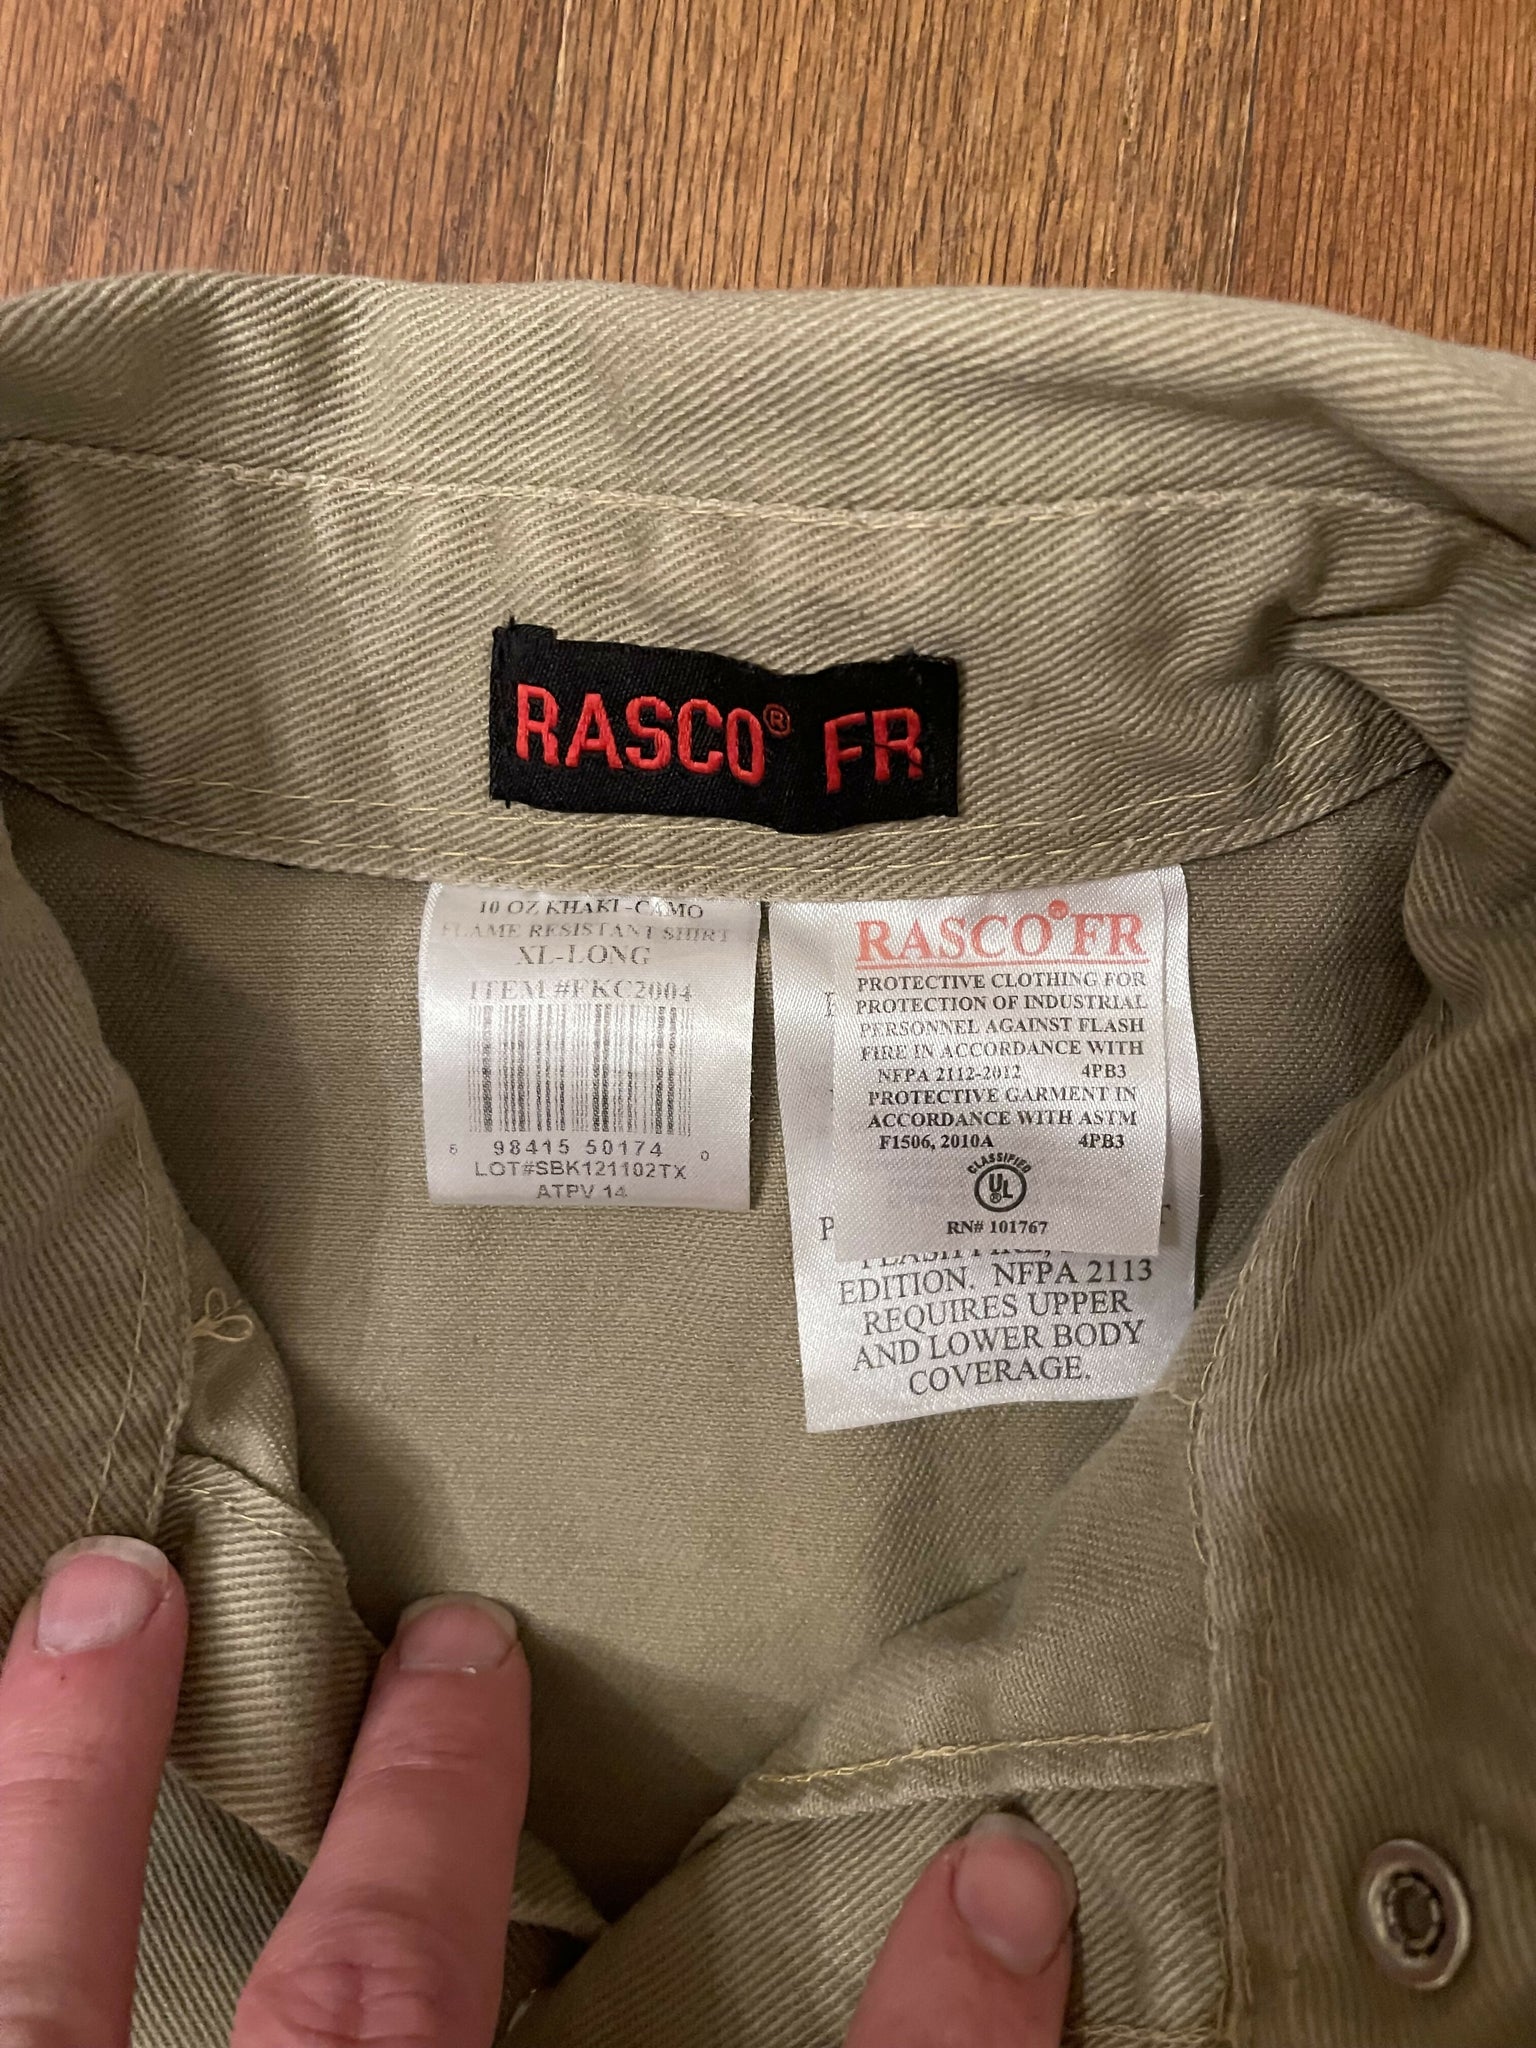 RASCO® FR
10 OZ KHAKI-CAMO
FLAME RESISTANT SHIRT
XL-LONG
ITEM #FKC2004
6 98415 50174 0
LOT#SBK121102TX
ATPV 14
RASCO® FR
PROTECTIVE CLOTHING FOR
PROTECTION OF INDUSTRIAL
PERSONNEL AGAINST FLASH
FIRE IN ACCORDANCE WITH
NFPA 2112-2012 4PB3
PROTECTIVE GARMENT IN
ACCORDANCE WITH ASTM
F1506, 2010A 4PB3
CLASSIFIED
UL®
RN# 101767
EDITION. NFPA 2113
REQUIRES UPPER
AND LOWER BODY
COVERAGE.